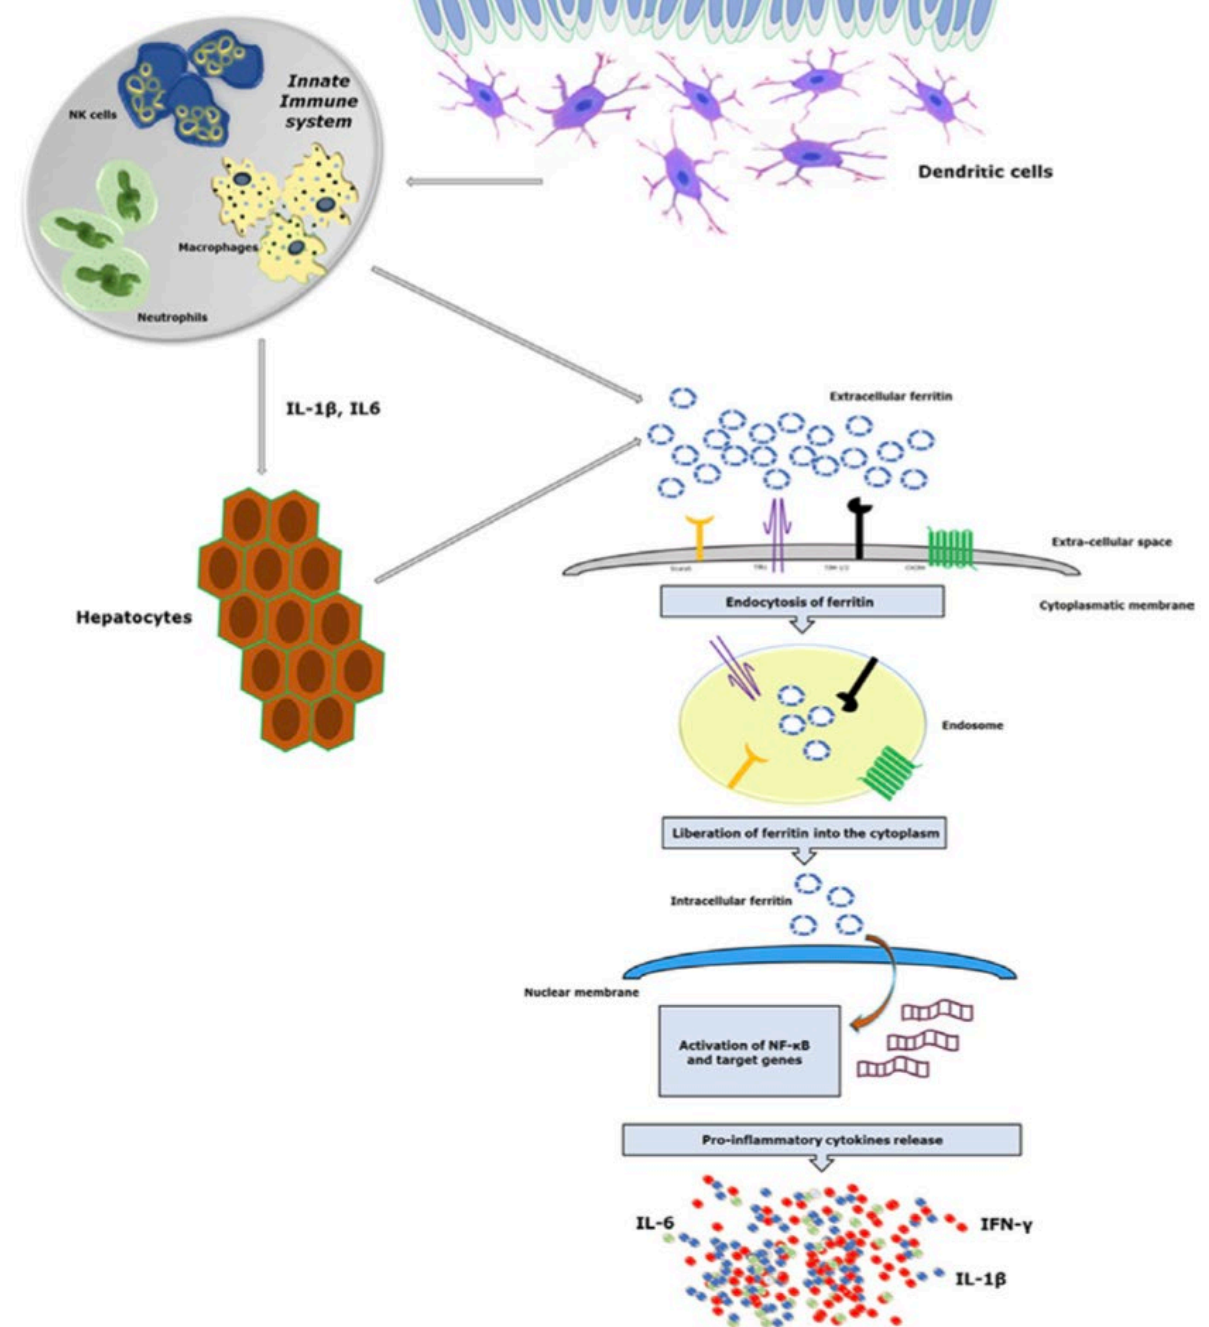 Innate
Immune
system
NK cells
Dendritic cells
Macrophages
Neutrophils
Extracellular ferritin
IL-1β, IL6
Extra-cellular space
Endocytosis of ferritin
Cytoplasmatic membrane
Hepatocytes
Endosome
Liberation of ferritin into the cytoplasm
Intracellular ferritin
Nuclear membrane
Activation of NF-κB
and target genes
Pro-inflammatory cytokines release
IL-6
IFN-γ
IL-1β